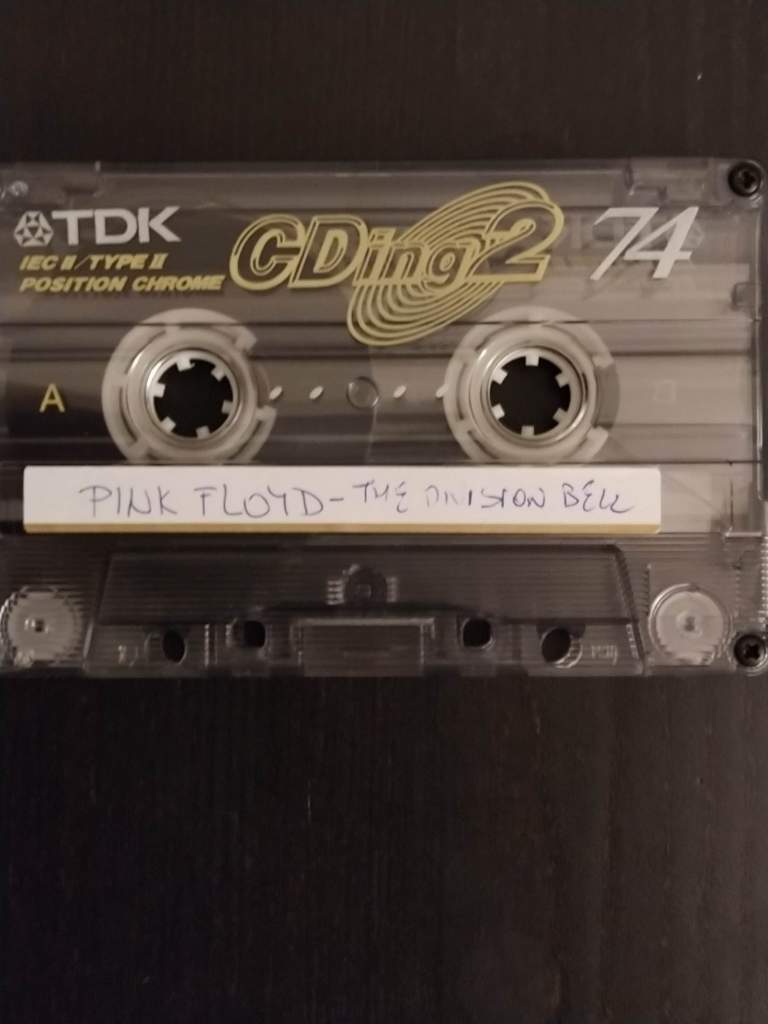 TDK
CDing2
74
IEC II/TYPE II
POSITION CHROME
A
PINK FLOYD - THE DIVISION BELL